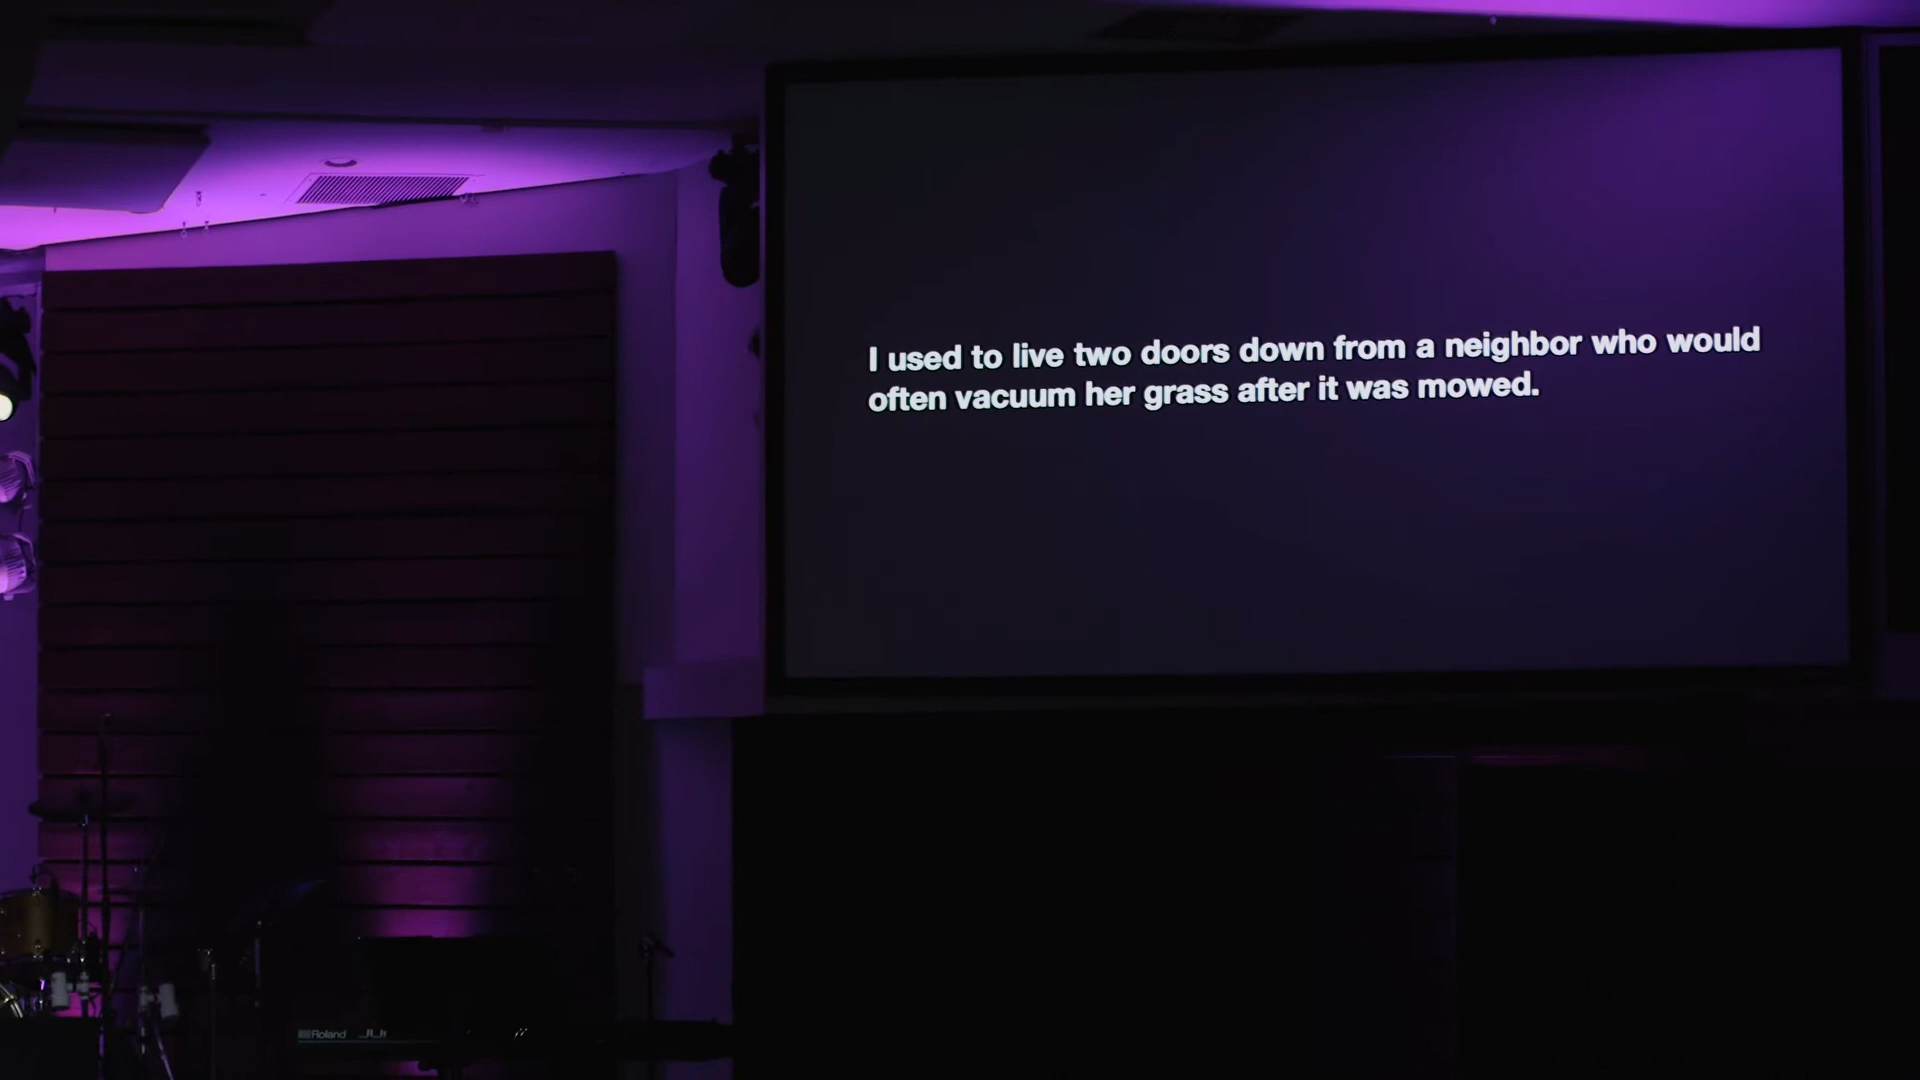 I used to live two doors down from a neighbor who would
often vacuum her grass after it was mowed.
Roland